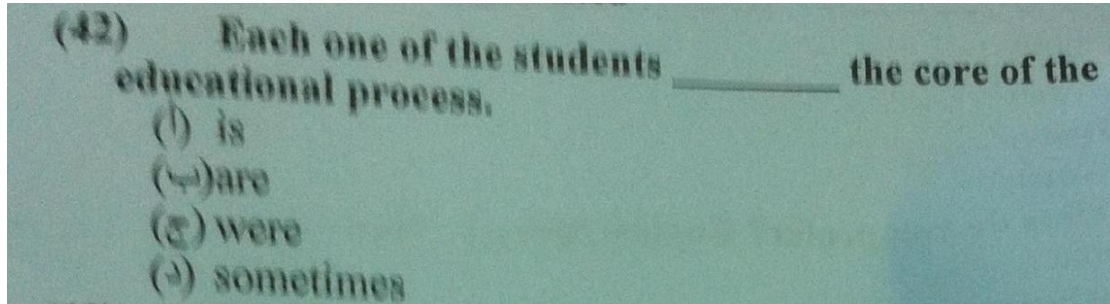 (42) Each one of the students ________ the core of the
educational process.
(أ) is
(ب)are
(ج) were
(د) sometimes